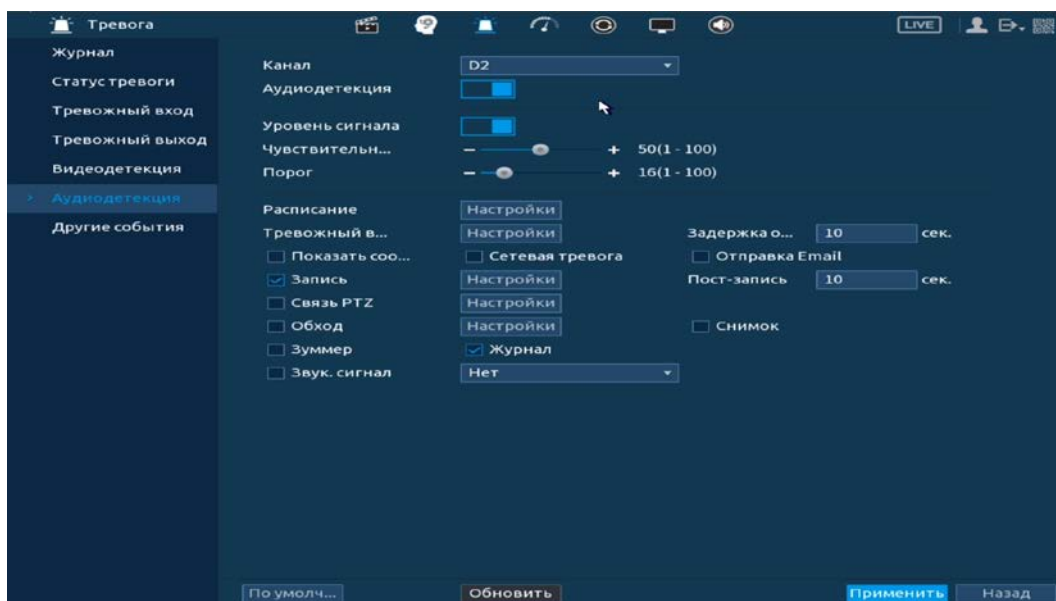 Тревога
LIVE
Журнал
Статус тревоги
Тревожный вход
Тревожный выход
Видеодетекция
Аудиодетекция
Другие события
Канал D2
Аудиодетекция
Уровень сигнала
Чувствительн... − + 50(1 - 100)
Порог − + 16(1 - 100)
Расписание Настройки
Тревожный в... Настройки Задержка о... 10 сек.
Показать соо... Сетевая тревога Отправка Email
Запись Настройки Пост-запись 10 сек.
Связь PTZ Настройки
Обход Настройки Снимок
Зуммер Журнал
Звук. сигнал Нет
По умолч... Обновить Применить Назад